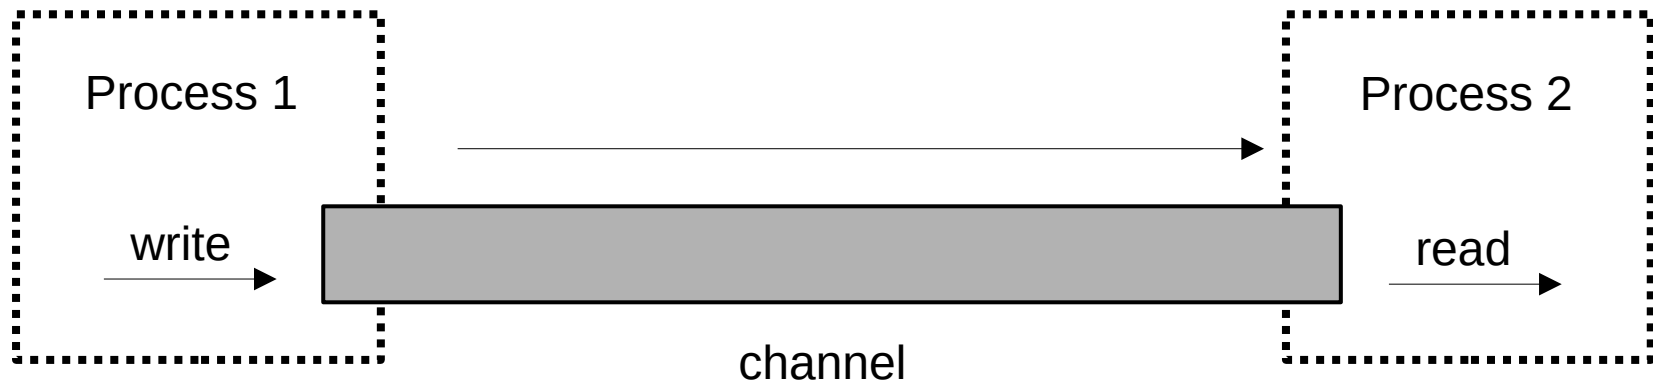 Process 1
Process 2
write
read
channel